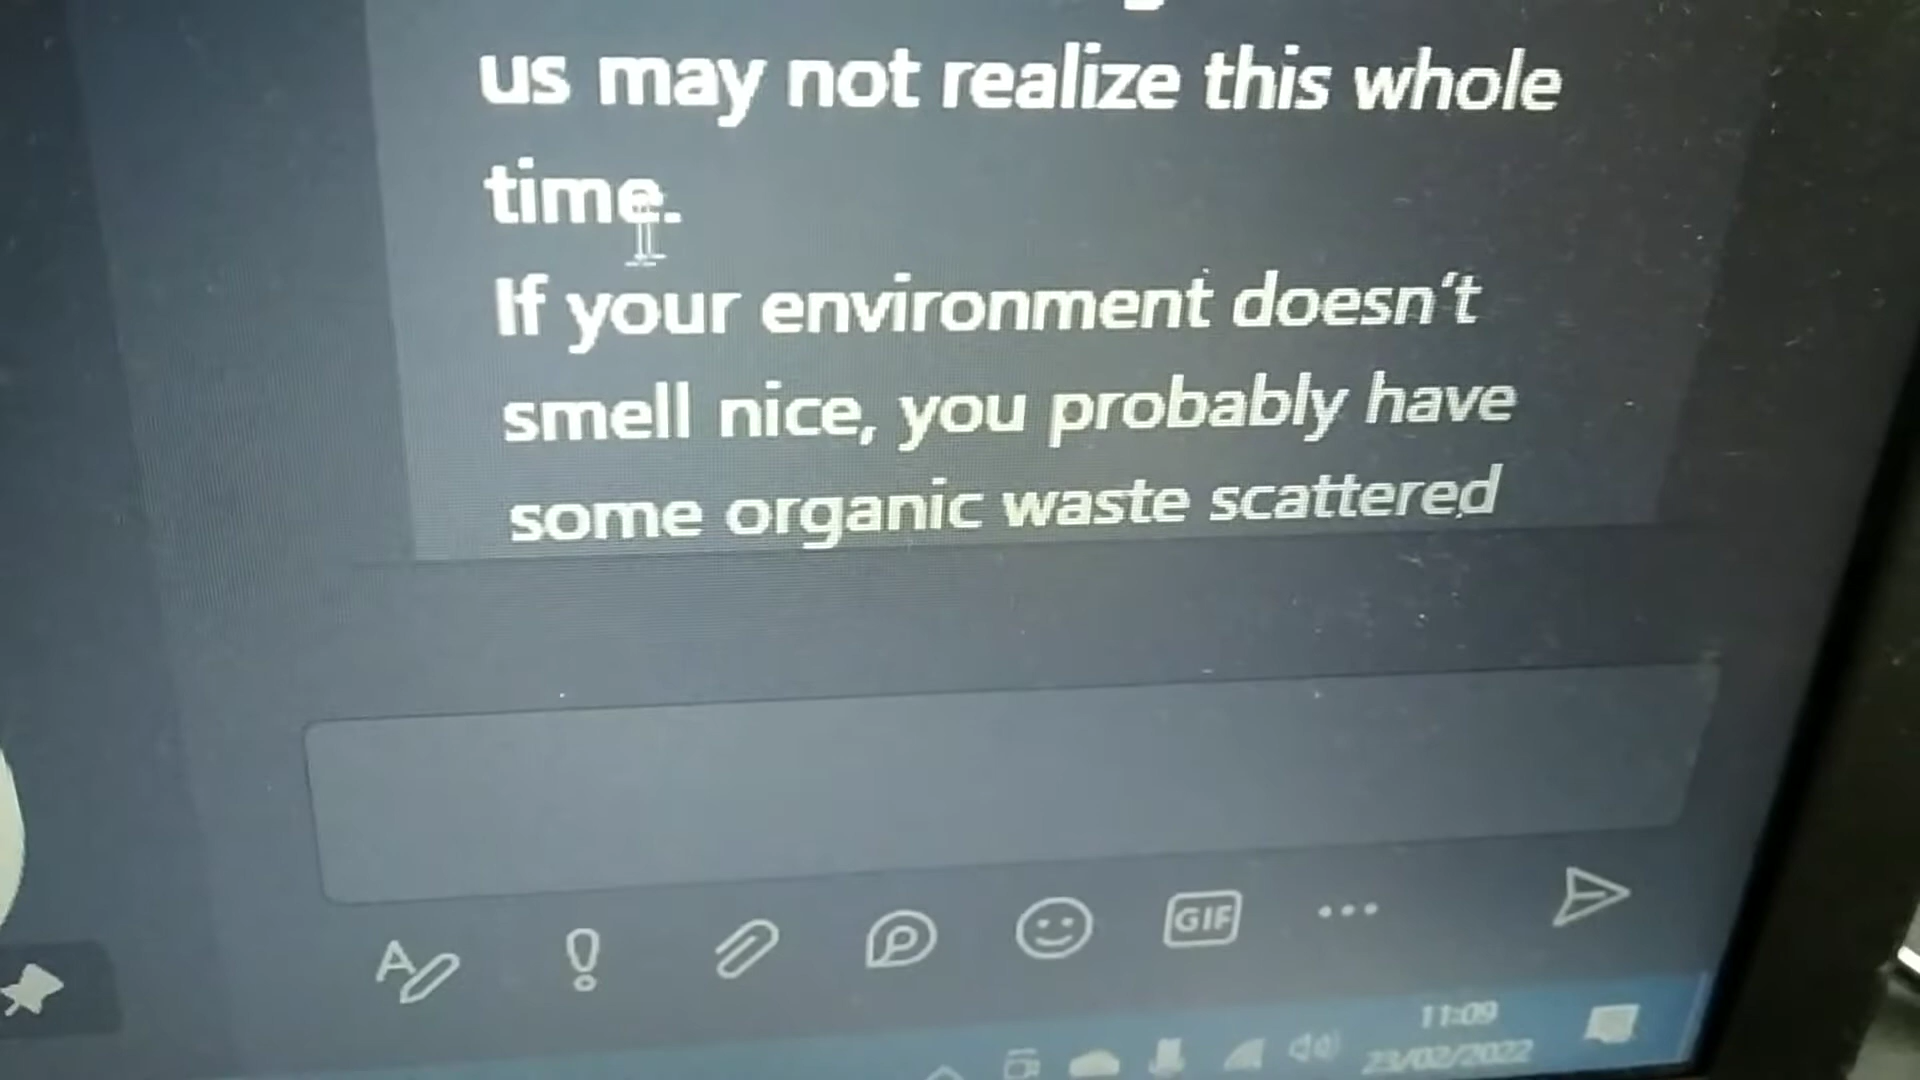 us may not realize this whole
time.
If your environment doesn't
smell nice, you probably have
some organic waste scattered
GIF
11:09
23/02/2022